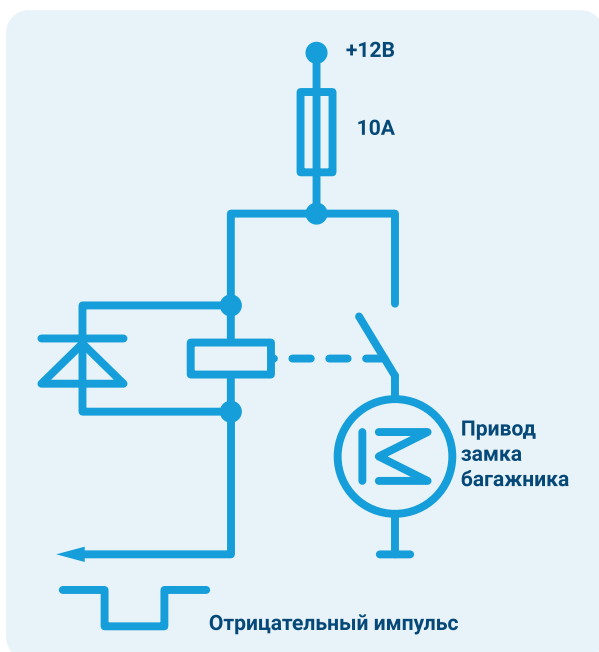 +12В
10А
M
Привод
замка
багажника
Отрицательный импульс